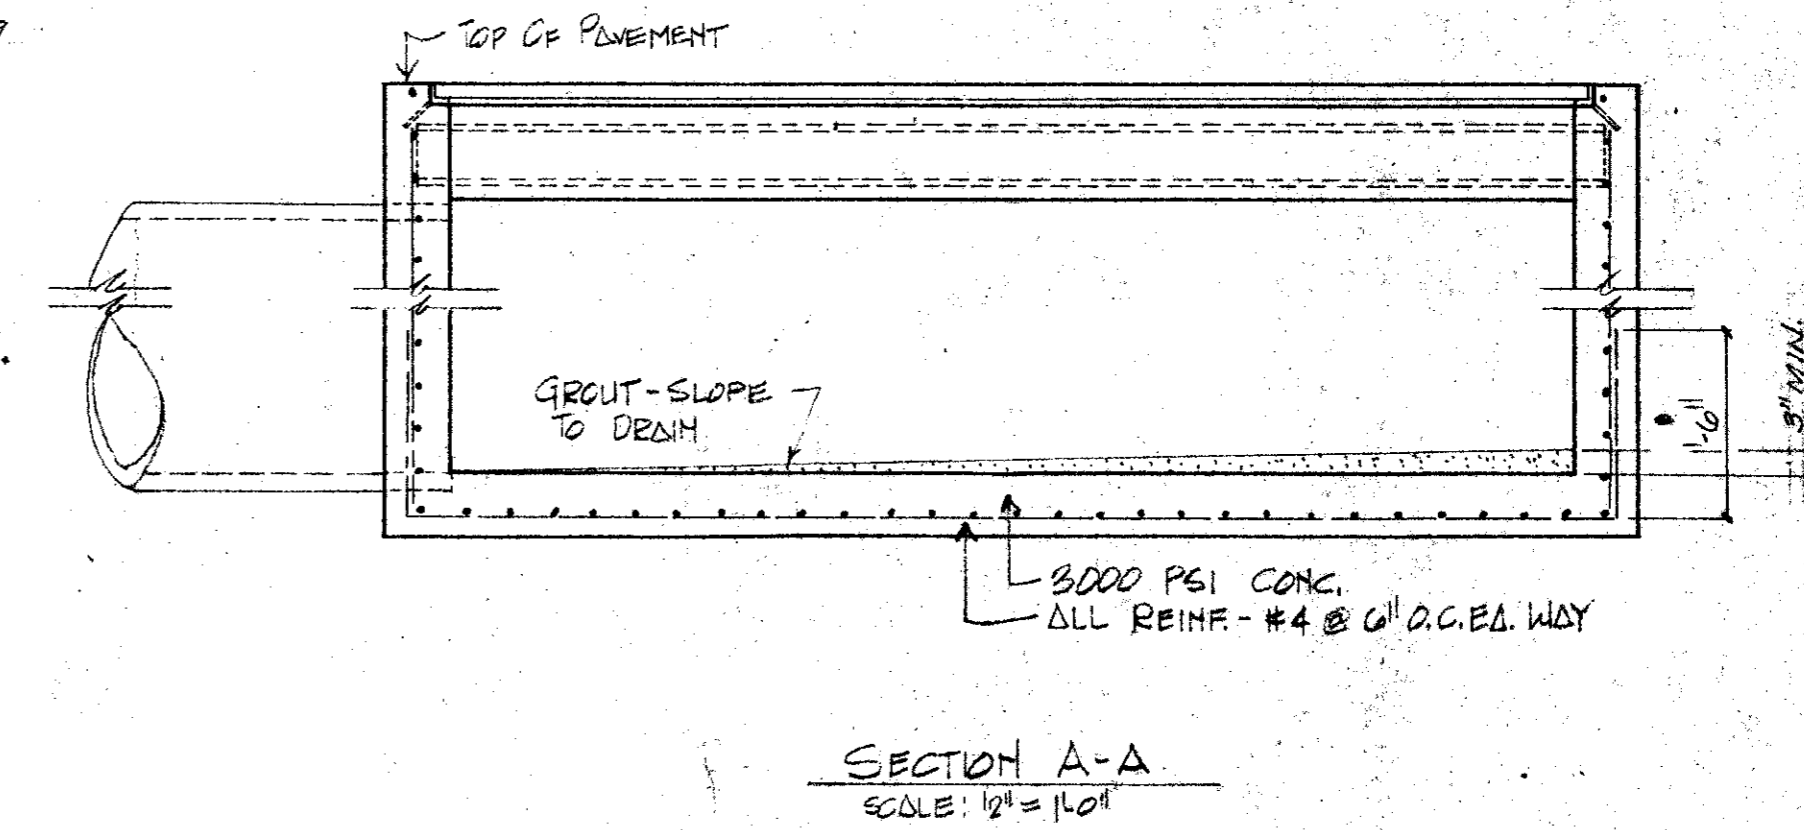 TOP OF PAVEMENT
GROUT-SLOPE
TO DRAIN
1'-6"
3" MIN.
3000 PSI CONC.
ALL REINF.- #4 @ 6" O.C. EA. WAY
SECTION A-A
SCALE: 1/2" = 1'-0"